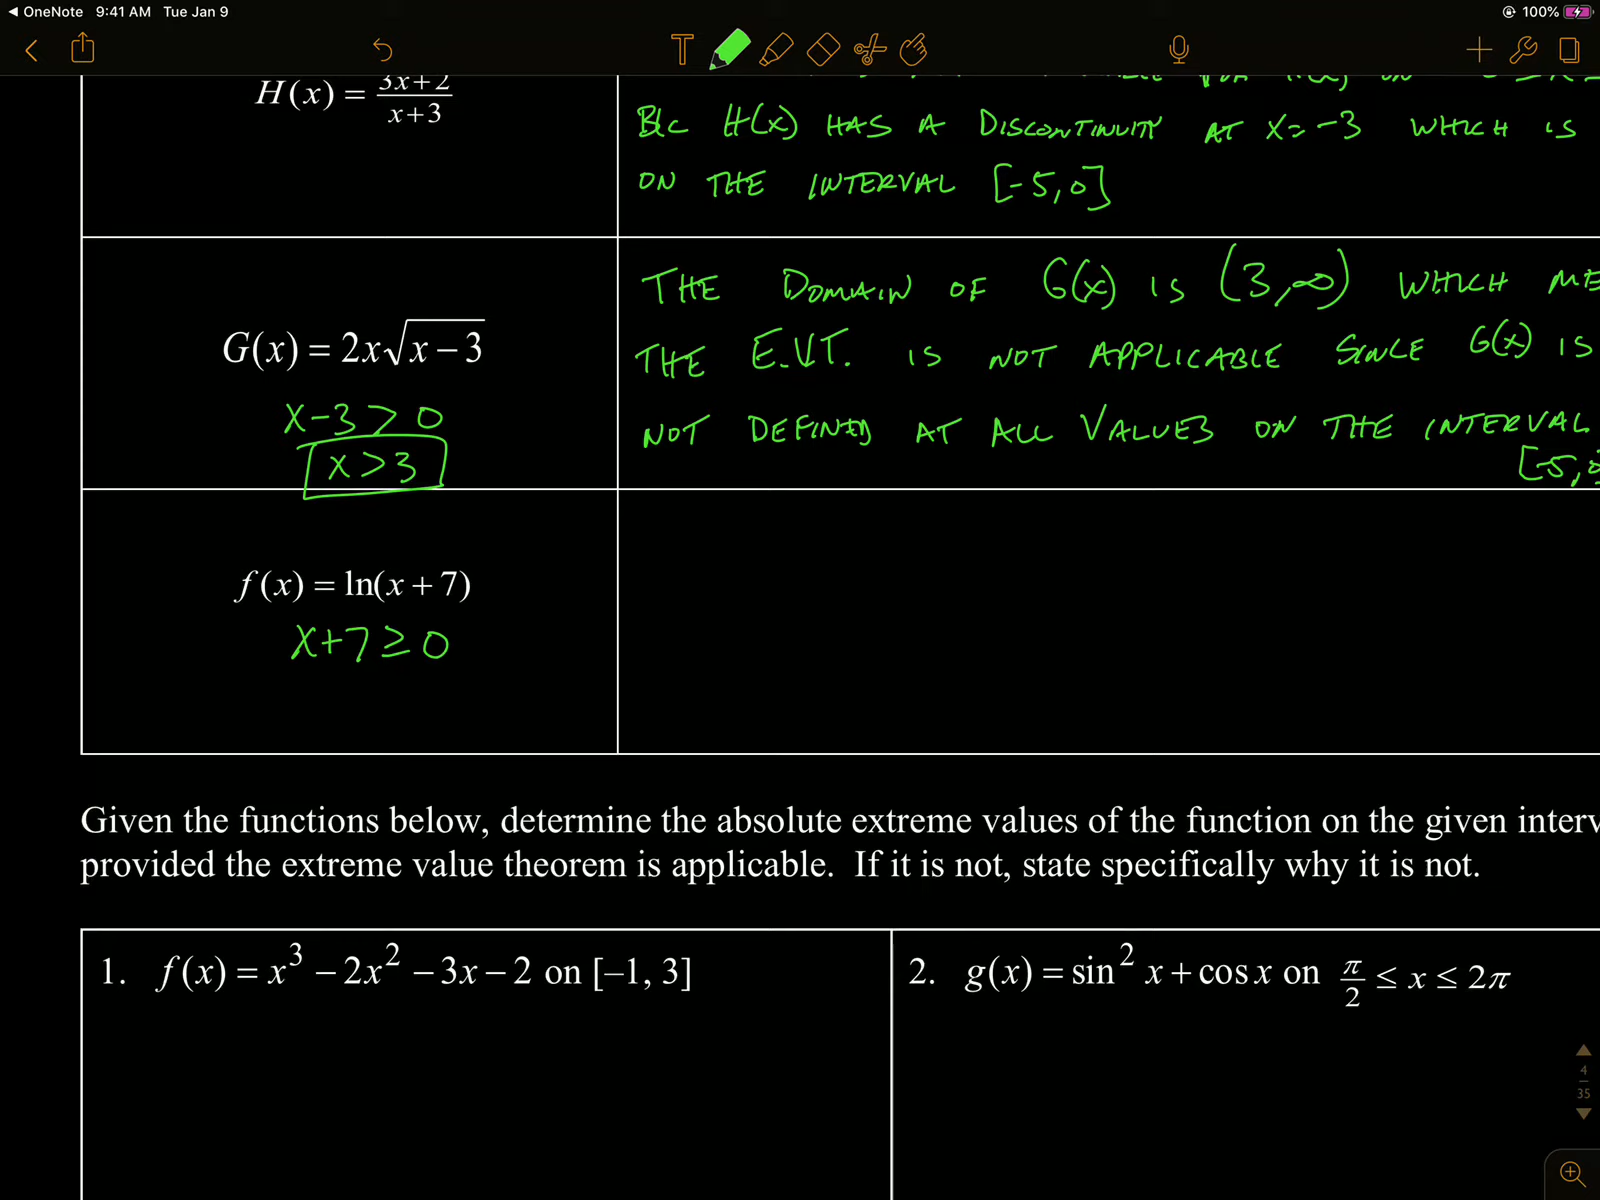 OneNote 9:41 AM Tue Jan 9
100%
T
H(x) = 3x+2 / x+3
B/C H(x) HAS A DISCONTINUITY AT X=-3 WHICH IS
ON THE INTERVAL [-5,0]
THE DOMAIN OF G(x) IS (3,∞) WHICH ME
G(x) = 2x√(x−3)
THE E.V.T. IS NOT APPLICABLE SINCE G(x) IS
X-3 > 0
NOT DEFINED AT ALL VALUES ON THE INTERVAL
X > 3
[-5,0
f(x) = ln(x+7)
X+7 ≥ 0
Given the functions below, determine the absolute extreme values of the function on the given interv
provided the extreme value theorem is applicable. If it is not, state specifically why it is not.
1. f(x) = x³ − 2x² − 3x − 2 on [−1, 3]
2. g(x) = sin² x + cos x on π/2 ≤ x ≤ 2π
4
35